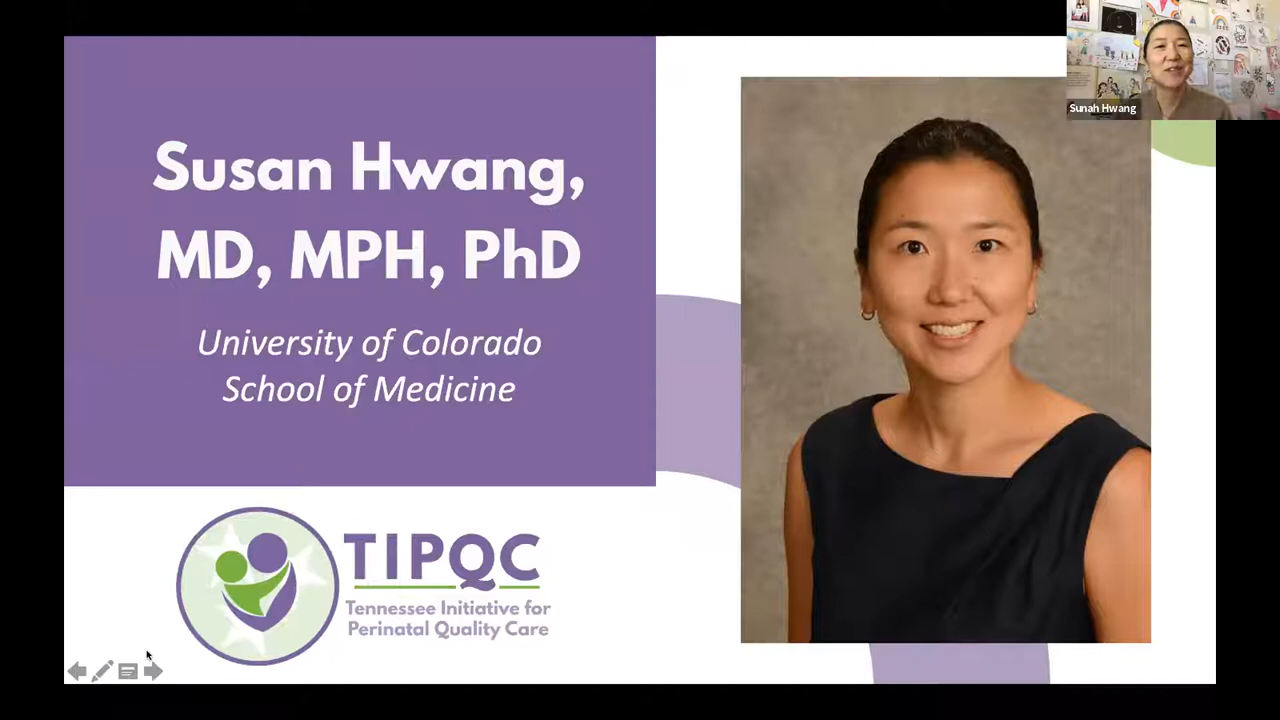 Susan Hwang,
MD, MPH, PhD
University of Colorado
School of Medicine
TIPQC
Tennessee Initiative for
Perinatal Quality Care
Sunah Hwang